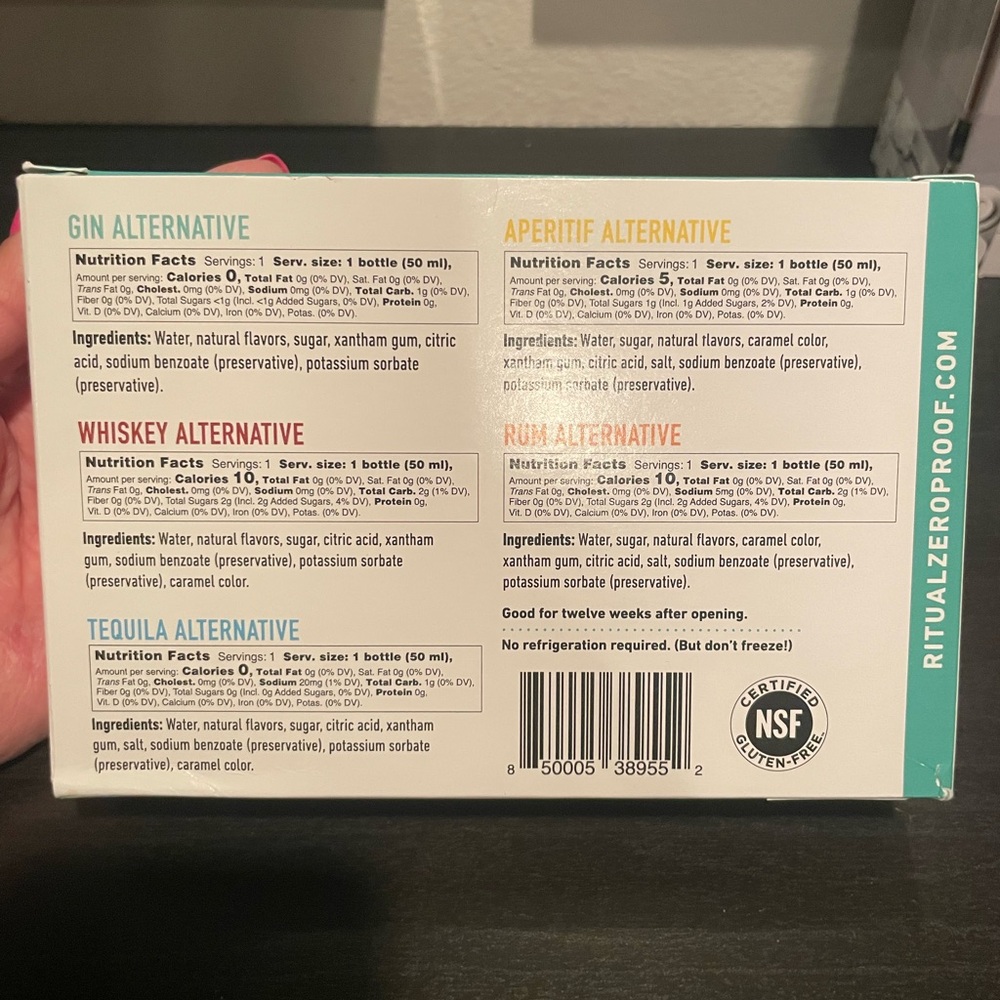 GIN ALTERNATIVE
Nutrition Facts Servings: 1 Serv. size: 1 bottle (50 ml),
Amount per serving: Calories 0, Total Fat 0g (0% DV), Sat. Fat 0g (0% DV),
Trans Fat 0g, Cholest. 0mg (0% DV), Sodium 0mg (0% DV), Total Carb. 1g (0% DV),
Fiber 0g (0% DV), Total Sugars <1g (Incl. <1g Added Sugars, 0% DV), Protein 0g,
Vit. D (0% DV), Calcium (0% DV), Iron (0% DV), Potas. (0% DV).
Ingredients: Water, natural flavors, sugar, xantham gum, citric
acid, sodium benzoate (preservative), potassium sorbate
(preservative).
WHISKEY ALTERNATIVE
Nutrition Facts Servings: 1 Serv. size: 1 bottle (50 ml),
Amount per serving: Calories 10, Total Fat 0g (0% DV), Sat. Fat 0g (0% DV),
Trans Fat 0g, Cholest. 0mg (0% DV), Sodium 0mg (0% DV), Total Carb. 2g (1% DV),
Fiber 0g (0% DV), Total Sugars 2g (Incl. 2g Added Sugars, 4% DV), Protein 0g,
Vit. D (0% DV), Calcium (0% DV), Iron (0% DV), Potas. (0% DV).
Ingredients: Water, natural flavors, sugar, citric acid, xantham
gum, sodium benzoate (preservative), potassium sorbate
(preservative), caramel color.
TEQUILA ALTERNATIVE
Nutrition Facts Servings: 1 Serv. size: 1 bottle (50 ml),
Amount per serving: Calories 0, Total Fat 0g (0% DV), Sat. Fat 0g (0% DV),
Trans Fat 0g, Cholest. 0mg (0% DV), Sodium 20mg (1% DV), Total Carb. 1g (0% DV),
Fiber 0g (0% DV), Total Sugars 0g (Incl. 0g Added Sugars, 0% DV), Protein 0g,
Vit. D (0% DV), Calcium (0% DV), Iron (0% DV), Potas. (0% DV).
Ingredients: Water, natural flavors, sugar, citric acid, xantham
gum, salt, sodium benzoate (preservative), potassium sorbate
(preservative), caramel color.
APERITIF ALTERNATIVE
Nutrition Facts Servings: 1 Serv. size: 1 bottle (50 ml),
Amount per serving: Calories 5, Total Fat 0g (0% DV), Sat. Fat 0g (0% DV),
Trans Fat 0g, Cholest. 0mg (0% DV), Sodium 0mg (0% DV), Total Carb. 1g (0% DV),
Fiber 0g (0% DV), Total Sugars 1g (Incl. 1g Added Sugars, 2% DV), Protein 0g,
Vit. D (0% DV), Calcium (0% DV), Iron (0% DV), Potas. (0% DV).
Ingredients: Water, sugar, natural flavors, caramel color,
xantham gum, citric acid, salt, sodium benzoate (preservative),
potassium sorbate (preservative).
RUM ALTERNATIVE
Nutrition Facts Servings: 1 Serv. size: 1 bottle (50 ml),
Amount per serving: Calories 10, Total Fat 0g (0% DV), Sat. Fat 0g (0% DV),
Trans Fat 0g, Cholest. 0mg (0% DV), Sodium 5mg (0% DV), Total Carb. 2g (1% DV),
Fiber 0g (0% DV), Total Sugars 2g (Incl. 2g Added Sugars, 4% DV), Protein 0g,
Vit. D (0% DV), Calcium (0% DV), Iron (0% DV), Potas. (0% DV).
Ingredients: Water, sugar, natural flavors, caramel color,
xantham gum, citric acid, salt, sodium benzoate (preservative),
potassium sorbate (preservative).
Good for twelve weeks after opening.
No refrigeration required. (But don't freeze!)
8 50005 38955 2
CERTIFIED
NSF
GLUTEN-FREE
RITUALZEROPROOF.COM